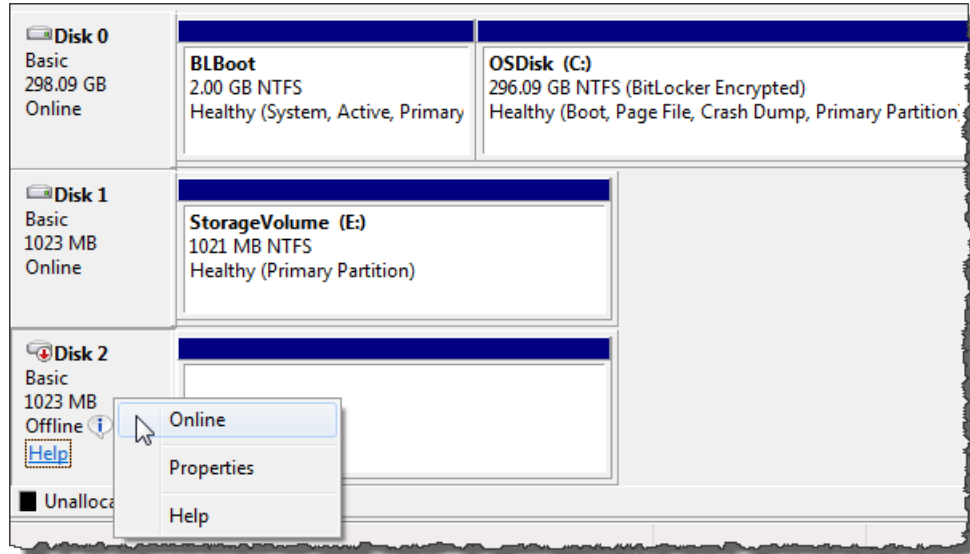 Disk 0
Basic
298.09 GB
Online
BLBoot
2.00 GB NTFS
Healthy (System, Active, Primary
OSDisk (C:)
296.09 GB NTFS (BitLocker Encrypted)
Healthy (Boot, Page File, Crash Dump, Primary Partition
Disk 1
Basic
1023 MB
Online
StorageVolume (E:)
1021 MB NTFS
Healthy (Primary Partition)
Disk 2
Basic
1023 MB
Offline
Help
Online
Properties
Help
Unalloca